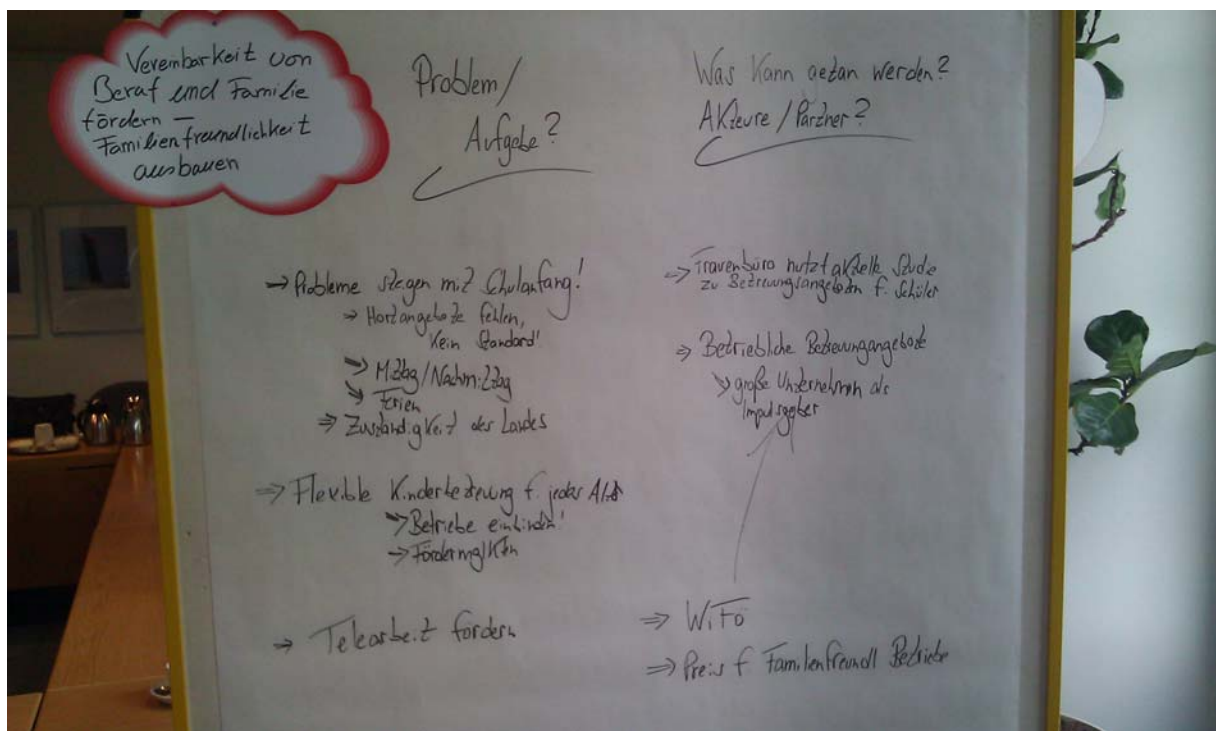 Vereinbarkeit von
Beruf und Familie
fördern –
Familienfreundlichkeit
ausbauen
Problem/
Aufgabe?
→ Probleme steigen mit Schulanfang!
→ Hortangebote fehlen,
kein Standard!
→ Mittag/Nachmittag
→ Ferien
⇒ Zuständigkeit des Landes
⇒ Flexible Kinderbetreuung f. jedes Alter
→ Betriebe einbinden!
→ Fördermglktn
→ Telearbeit fördern
Was kann getan werden?
Akteure/Partner?
⇒ Frauenbüro nutzt aktuelle Studie
zu Betreuungsangeboten f. Schüler
⇒ Betriebliche Betreuungangebote
→ große Unternehmen als
Impulsgeber
⇒ WiFö
⇒ Preis f. Familienfreundl Betriebe